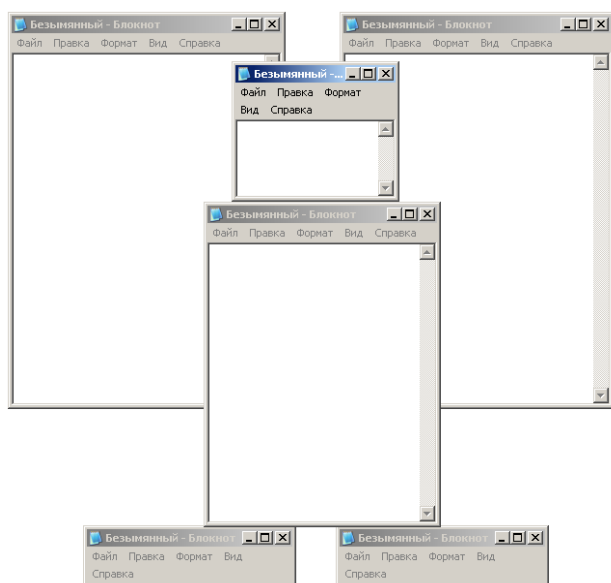 Безымянный - Блокнот
Файл Правка Формат Вид Справка
Безымянный - Блокнот
Файл Правка Формат Вид Справка
Безымянный -...
Файл Правка Формат
Вид Справка
Безымянный - Блокнот
Файл Правка Формат Вид Справка
Безымянный - Блокнот
Файл Правка Формат Вид
Справка
Безымянный - Блокнот
Файл Правка Формат Вид
Справка